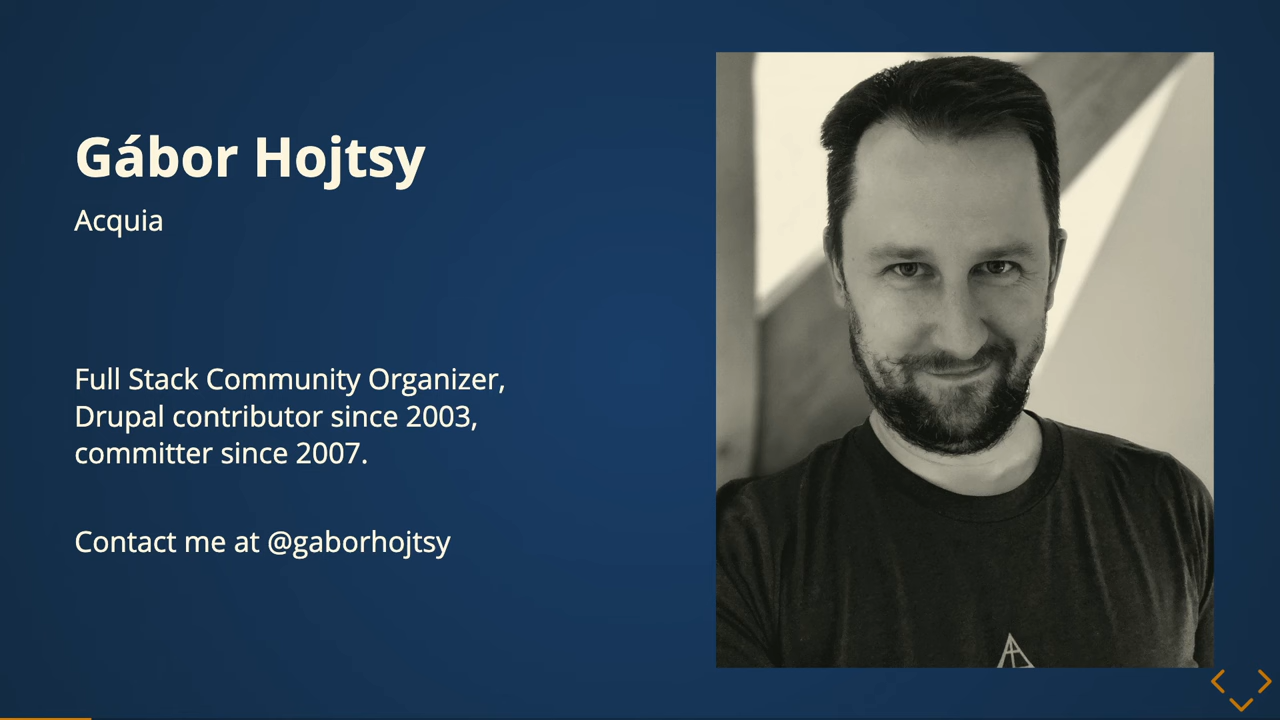 Gábor Hojtsy
Acquia
Full Stack Community Organizer,
Drupal contributor since 2003,
committer since 2007.
Contact me at @gaborhojtsy